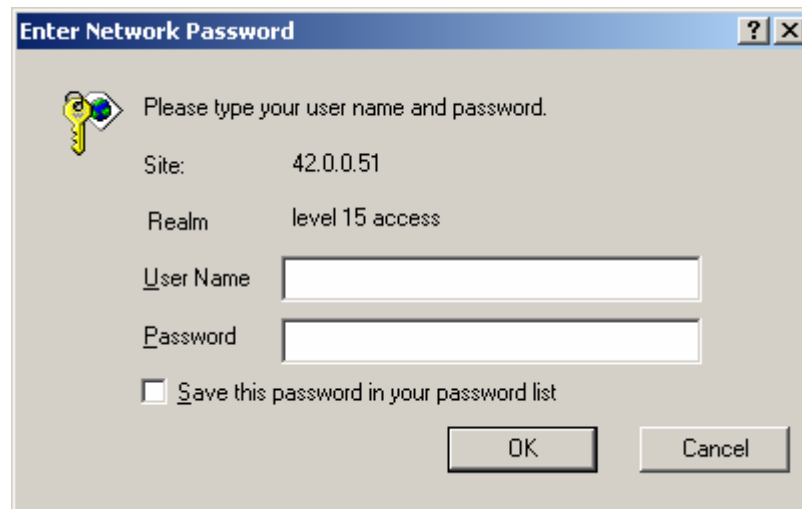 Enter Network Password
Please type your user name and password.
Site: 42.0.0.51
Realm level 15 access
User Name
Password
Save this password in your password list
OK Cancel